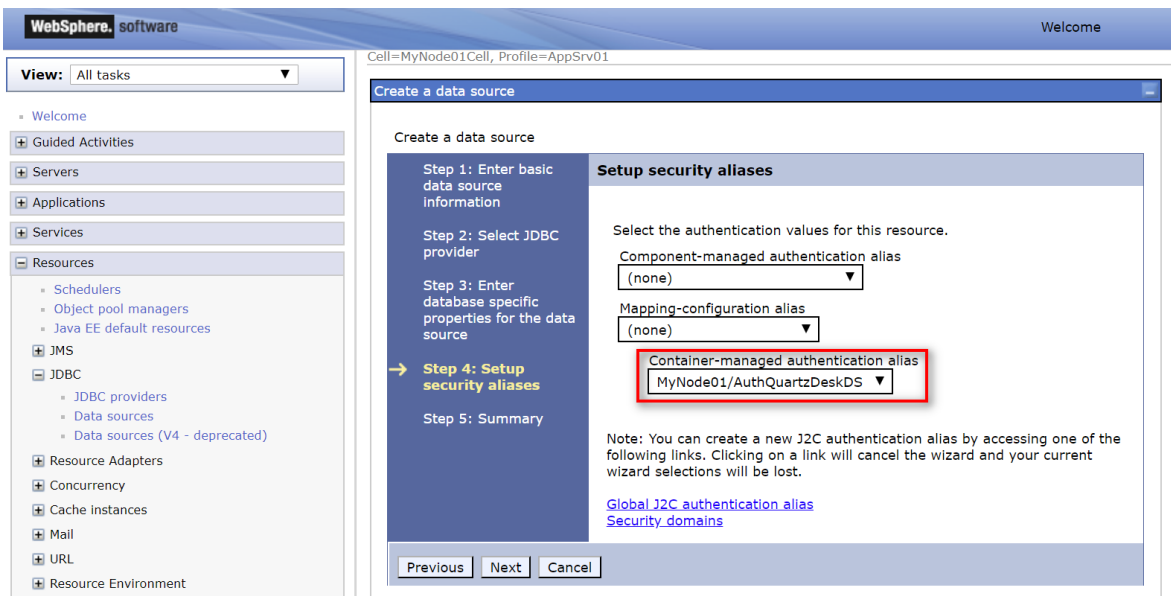 WebSphere. software
Welcome
View: All tasks
Cell=MyNode01Cell, Profile=AppSrv01
Welcome
Guided Activities
Servers
Applications
Services
Resources
Schedulers
Object pool managers
Java EE default resources
JMS
JDBC
JDBC providers
Data sources
Data sources (V4 - deprecated)
Resource Adapters
Concurrency
Cache instances
Mail
URL
Resource Environment
Create a data source
Create a data source
Step 1: Enter basic
data source
information
Step 2: Select JDBC
provider
Step 3: Enter
database specific
properties for the data
source
Step 4: Setup
security aliases
Step 5: Summary
Setup security aliases
Select the authentication values for this resource.
Component-managed authentication alias
(none)
Mapping-configuration alias
(none)
Container-managed authentication alias
MyNode01/AuthQuartzDeskDS
Note: You can create a new J2C authentication alias by accessing one of the
following links. Clicking on a link will cancel the wizard and your current
wizard selections will be lost.
Global J2C authentication alias
Security domains
Previous Next Cancel